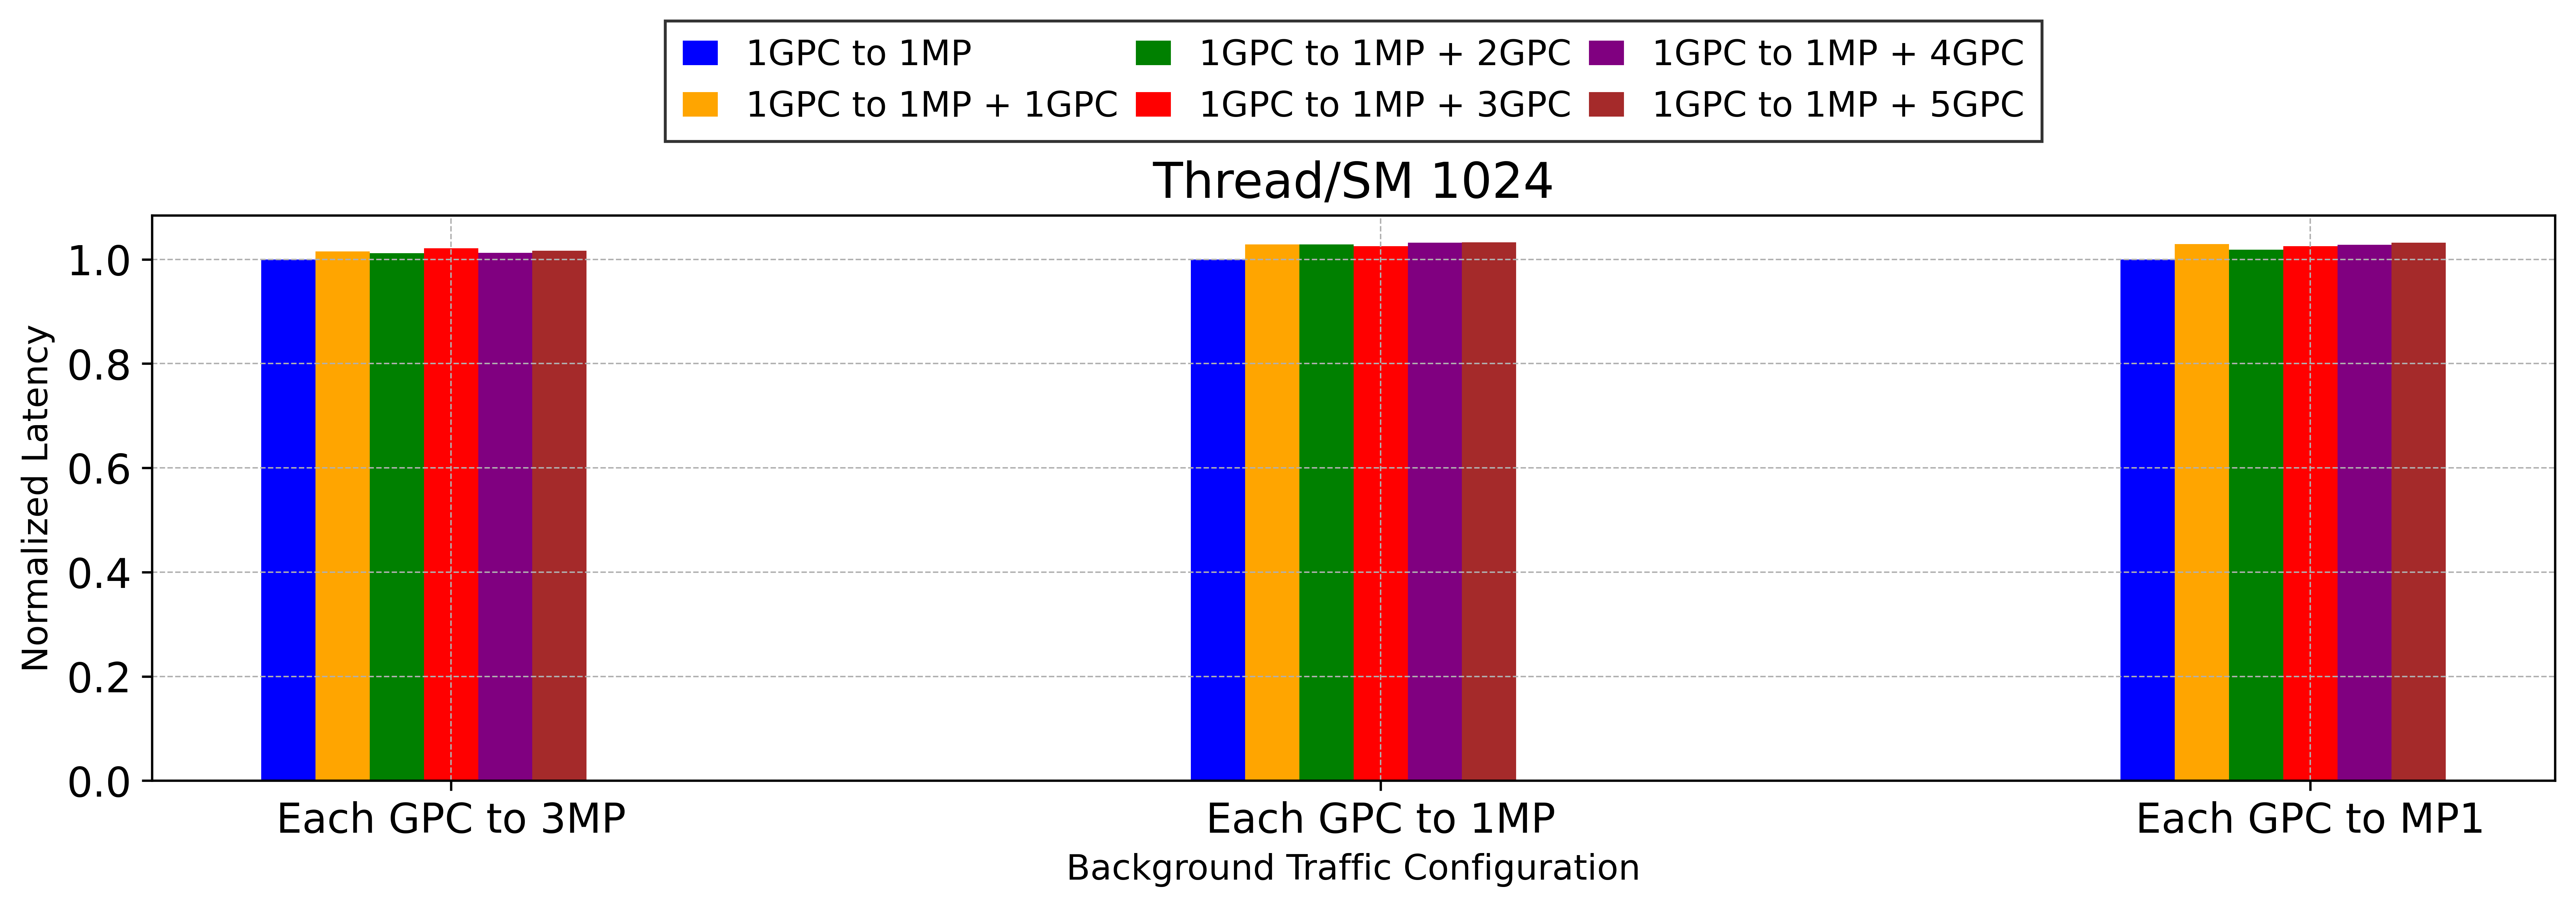 1GPC to 1MP
1GPC to 1MP + 1GPC
1GPC to 1MP + 2GPC
1GPC to 1MP + 3GPC
1GPC to 1MP + 4GPC
1GPC to 1MP + 5GPC
Thread/SM 1024
Normalized Latency
1.0
0.8
0.6
0.4
0.2
0.0
Each GPC to 3MP
Each GPC to 1MP
Each GPC to MP1
Background Traffic Configuration